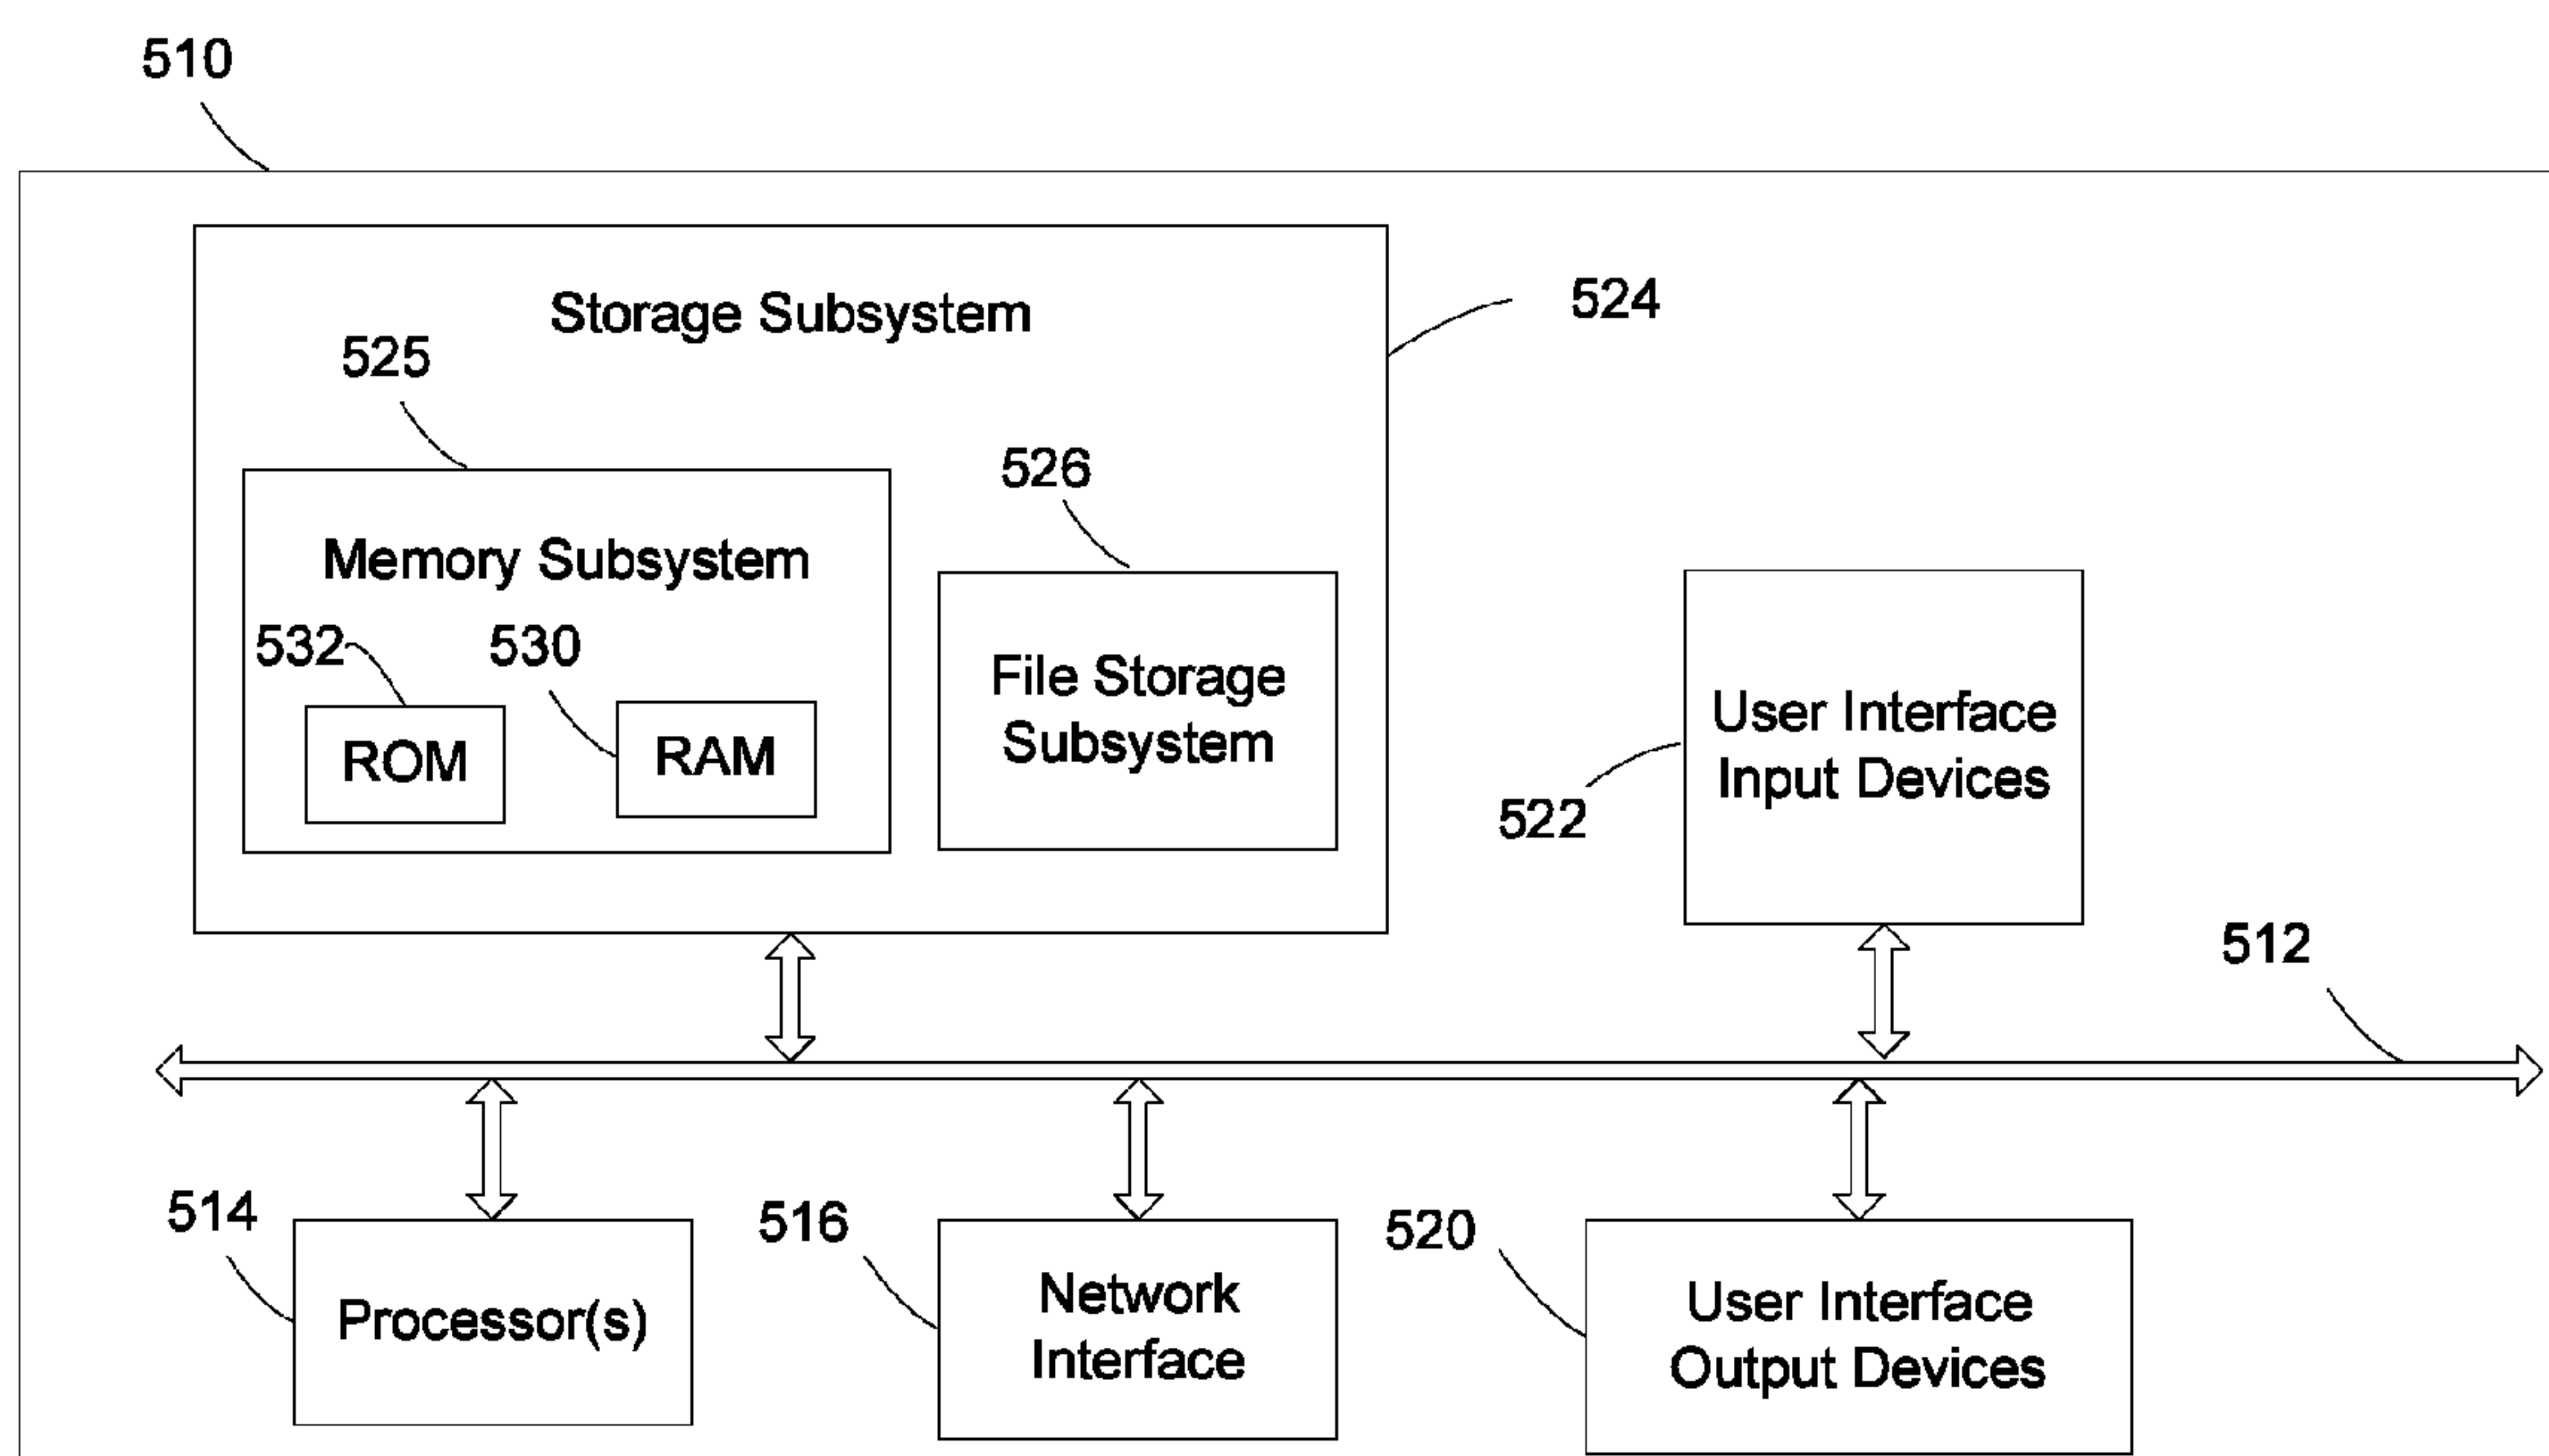 510
Storage Subsystem
524
525
526
Memory Subsystem
532
530
ROM
RAM
File Storage
Subsystem
User Interface
Input Devices
522
512
514
Processor(s)
516
Network
Interface
520
User Interface
Output Devices